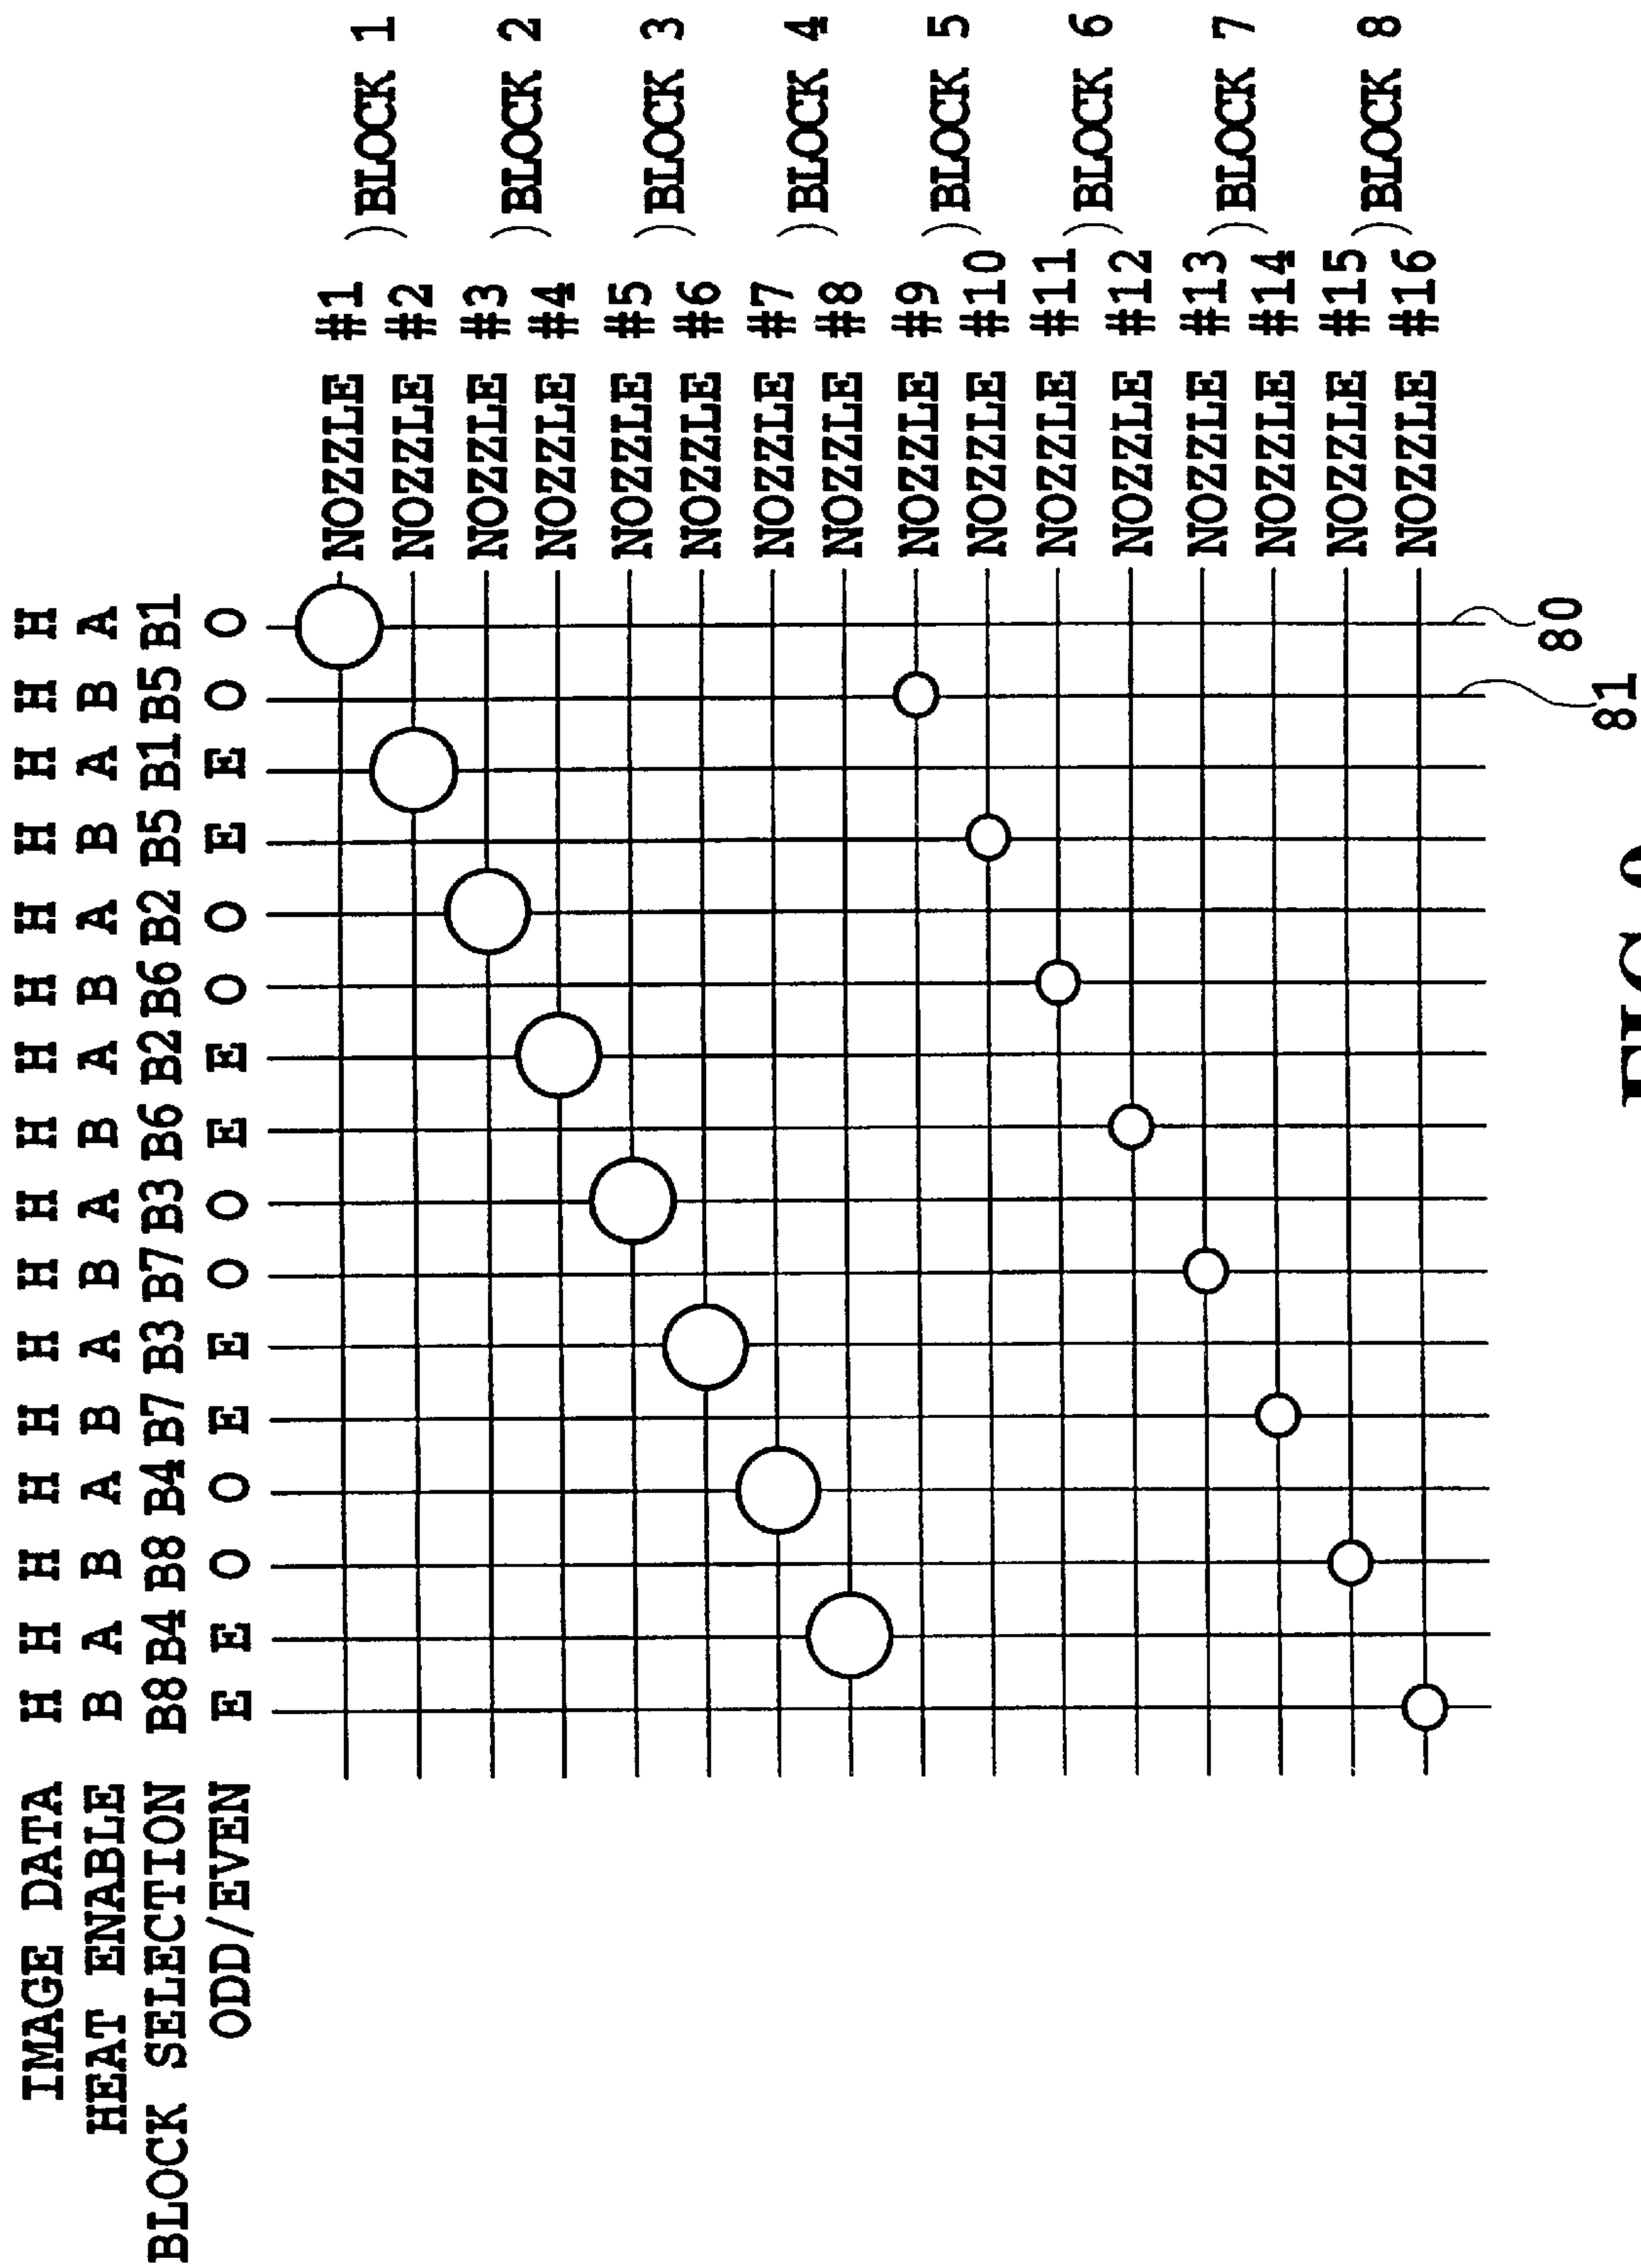 IMAGE DATA H H H H H H H H H H H H H H H H
HEAT ENABLE B A B A B A B A B A B A B A B A
BLOCK SELECTION B8 B4 B8 B4 B7 B3 B7 B3 B6 B2 B6 B2 B5 B1 B5 B1
ODD/EVEN E E O O E E O O E E O O E E O O
NOZZLE #1
NOZZLE #2
)BLOCK 1
NOZZLE #3
NOZZLE #4
)BLOCK 2
NOZZLE #5
NOZZLE #6
)BLOCK 3
NOZZLE #7
NOZZLE #8
)BLOCK 4
NOZZLE #9
NOZZLE #10
)BLOCK 5
NOZZLE #11
NOZZLE #12
)BLOCK 6
NOZZLE #13
NOZZLE #14
)BLOCK 7
NOZZLE #15
NOZZLE #16
)BLOCK 8
80
81